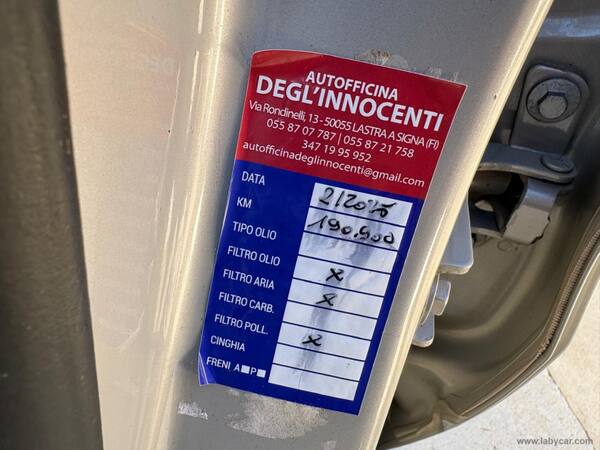 AUTOFFICINA
DEGL'INNOCENTI
Via Rondinelli, 13 - 50055 LASTRA A SIGNA (FI)
055 87 07 787 | 055 87 21 758
347 19 95 952
autofficinadeglinnocenti@gmail.com
DATA
KM 190.900
TIPO OLIO
FILTRO OLIO x
FILTRO ARIA x
FILTRO CARB.
FILTRO POLL. x
CINGHIA
FRENI A P
www.labycar.com